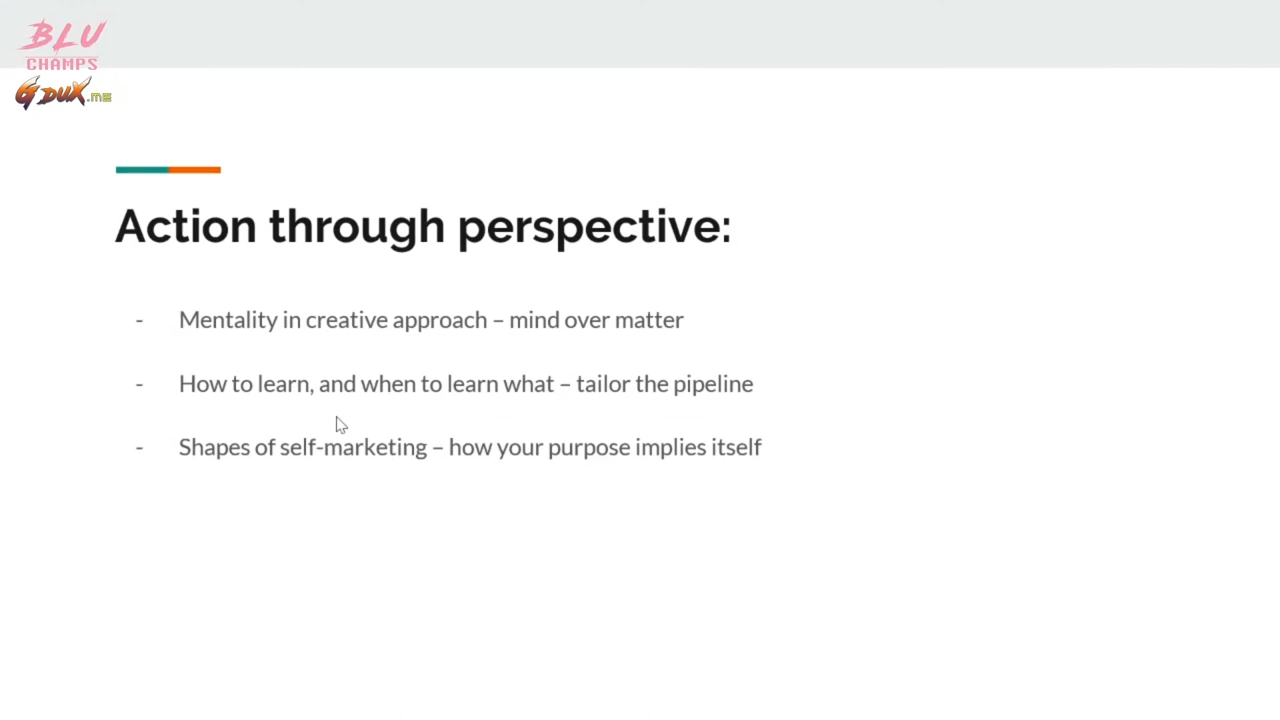 BLU
CHAMPS
G DUX.ME
Action through perspective:
- Mentality in creative approach – mind over matter
- How to learn, and when to learn what – tailor the pipeline
- Shapes of self-marketing – how your purpose implies itself